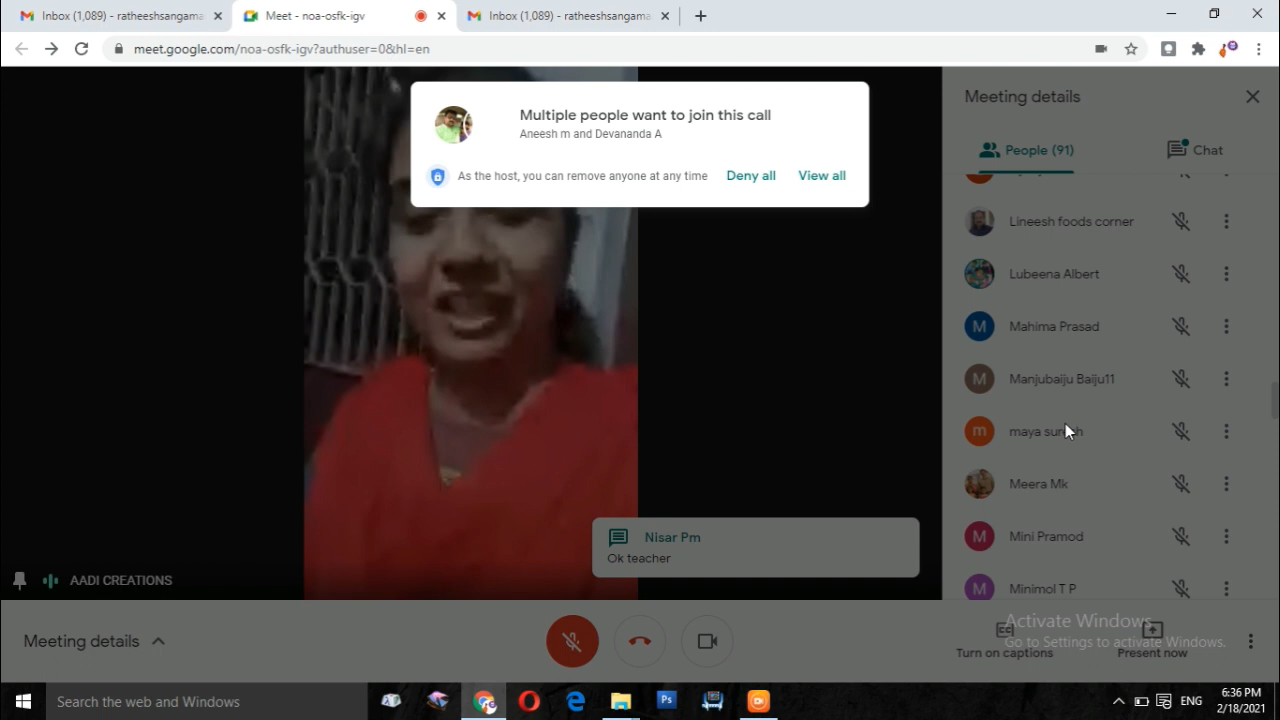 Inbox (1,089) - ratheeshsangama
Meet - noa-osfk-igv
Inbox (1,089) - ratheeshsangama
meet.google.com/noa-osfk-igv?authuser=0&hl=en
Multiple people want to join this call
Aneesh m and Devananda A
As the host, you can remove anyone at any time
Deny all
View all
Meeting details
People (91)
Chat
Lineesh foods corner
Lubeena Albert
M Mahima Prasad
M Manjubaiju Baiju11
m maya suresh
Meera Mk
M Mini Pramod
M Minimol T P
Nisar Pm
Ok teacher
AADI CREATIONS
Meeting details
CC
Turn on captions
Present now
Activate Windows
Go to Settings to activate Windows.
Search the web and Windows
Ps
ENG
6:36 PM
2/18/2021